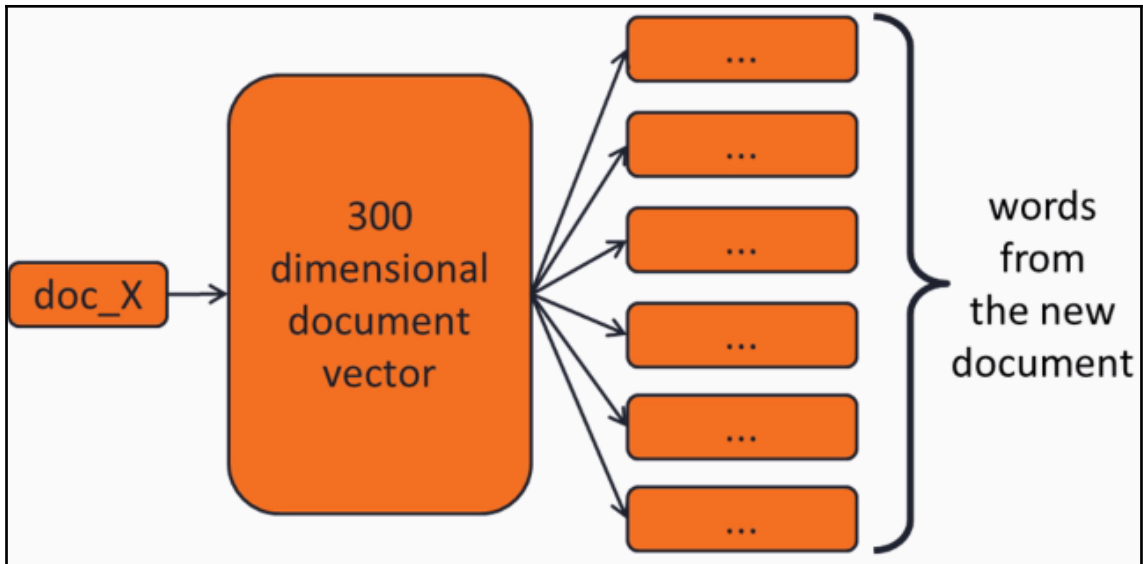 doc_X
300
dimensional
document
vector
...
...
...
...
...
...
words
from
the new
document